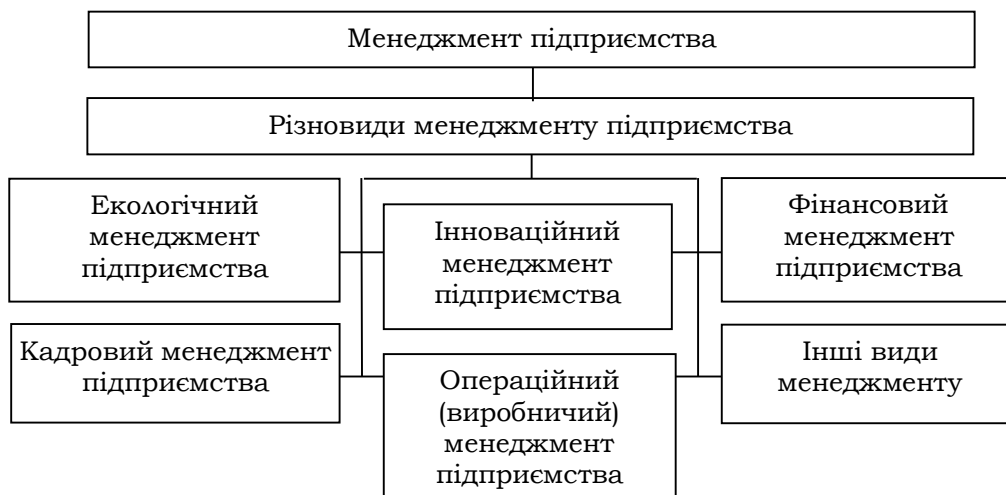 Менеджмент підприємства
Різновиди менеджменту підприємства
Екологічний
менеджмент
підприємства
Інноваційний
менеджмент
підприємства
Фінансовий
менеджмент
підприємства
Кадровий менеджмент
підприємства
Операційний
(виробничий)
менеджмент
підприємства
Інші види
менеджменту